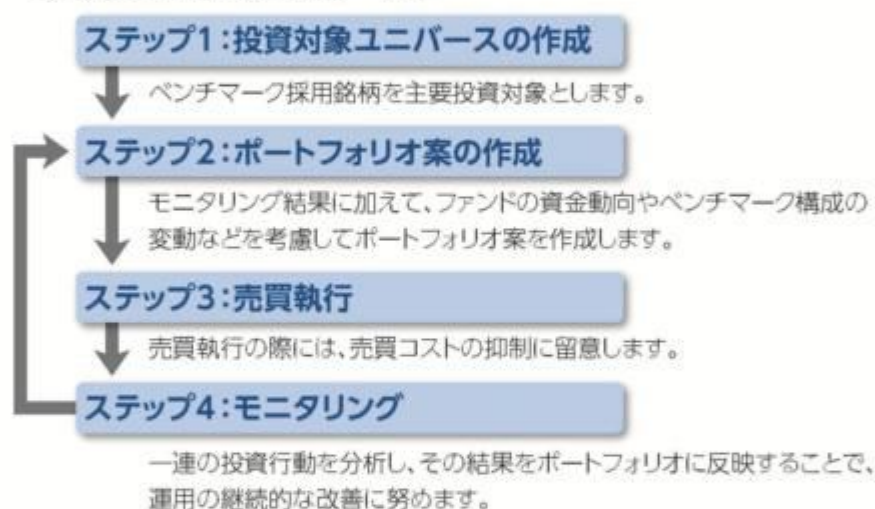 ステップ1：投資対象ユニバースの作成
ベンチマーク採用銘柄を主要投資対象とします。
ステップ2：ポートフォリオ案の作成
モニタリング結果に加えて、ファンドの資金動向やベンチマーク構成の
変動などを考慮してポートフォリオ案を作成します。
ステップ3：売買執行
売買執行の際には、売買コストの抑制に留意します。
ステップ4：モニタリング
一連の投資行動を分析し、その結果をポートフォリオに反映することで、
運用の継続的な改善に努めます。